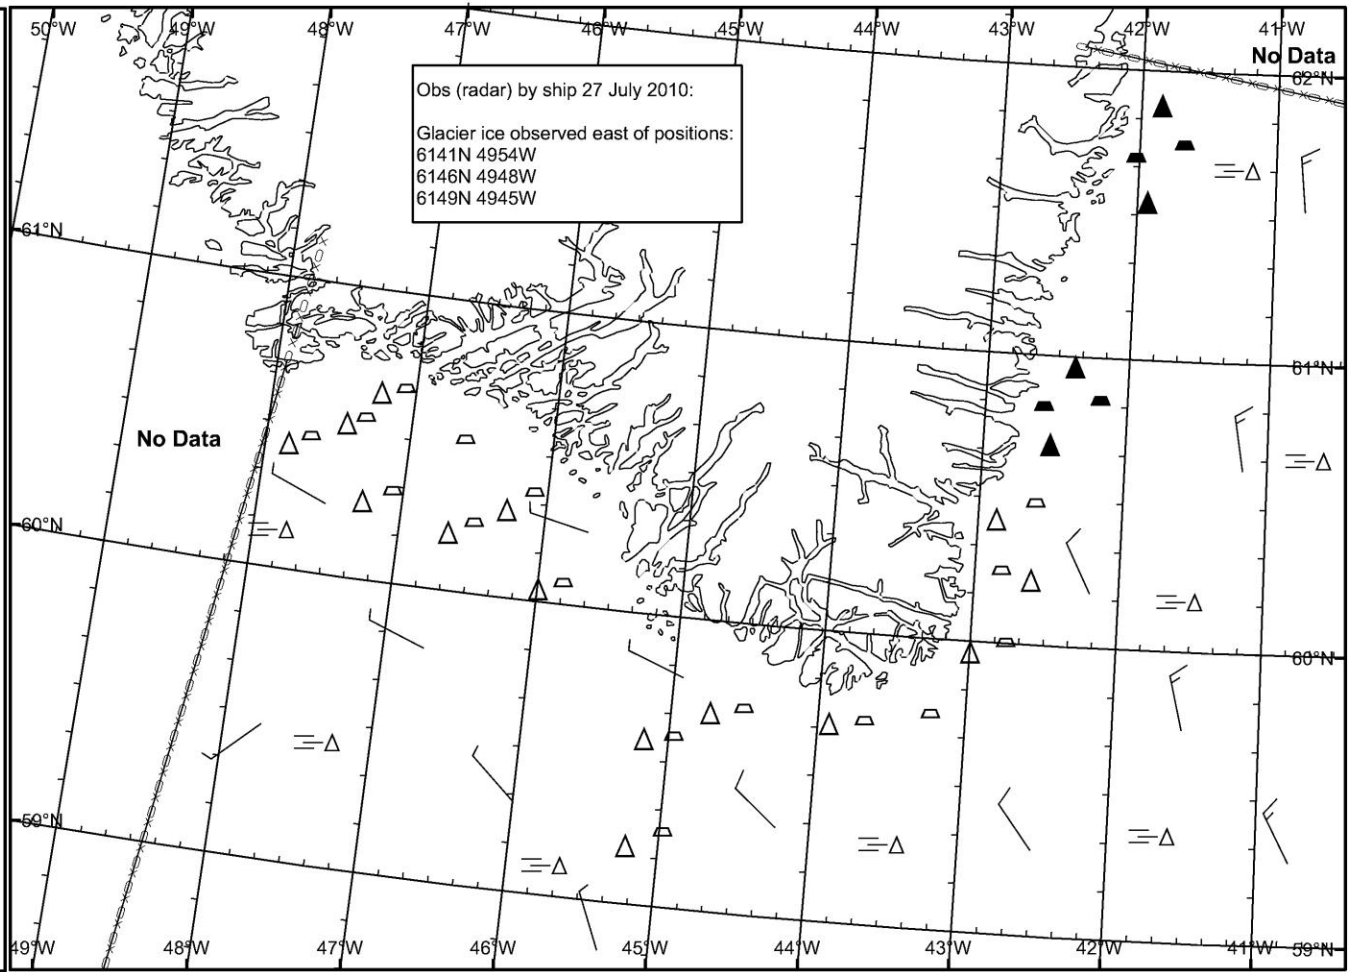 50°W 49°W 48°W 47°W 46°W 45°W 44°W 43°W 42°W 41°W
No Data
62°N
Obs (radar) by ship 27 July 2010:
Glacier ice observed east of positions:
6141N 4954W
6146N 4948W
6149N 4945W
61°N
61°N
No Data
60°N
60°N
59°N
49°W 48°W 47°W 46°W 45°W 44°W 43°W 42°W 41°W 59°N